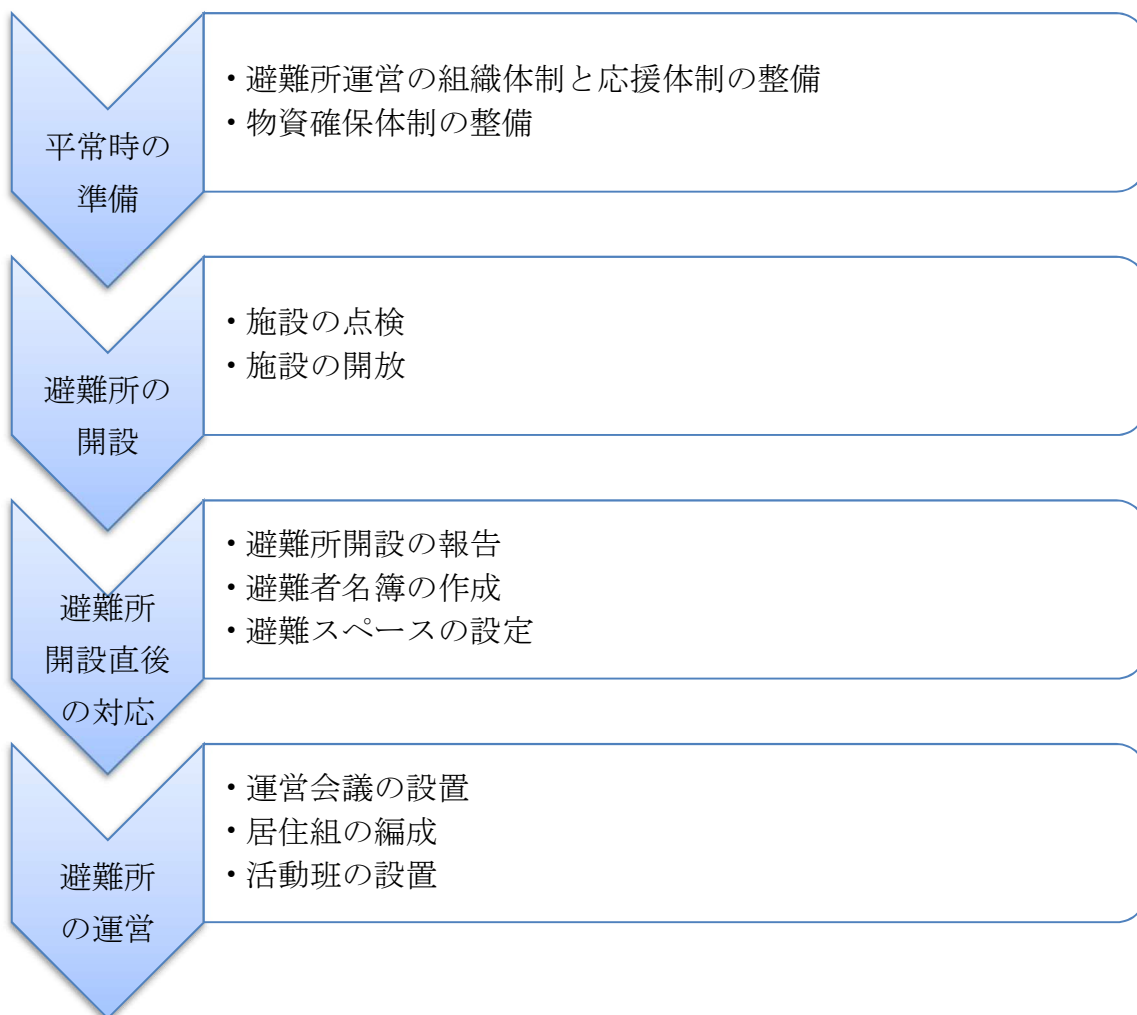 平常時の
準備
・避難所運営の組織体制と応援体制の整備
・物資確保体制の整備
避難所の
開設
・施設の点検
・施設の開放
避難所
開設直後
の対応
・避難所開設の報告
・避難者名簿の作成
・避難スペースの設定
避難所
の運営
・運営会議の設置
・居住組の編成
・活動班の設置